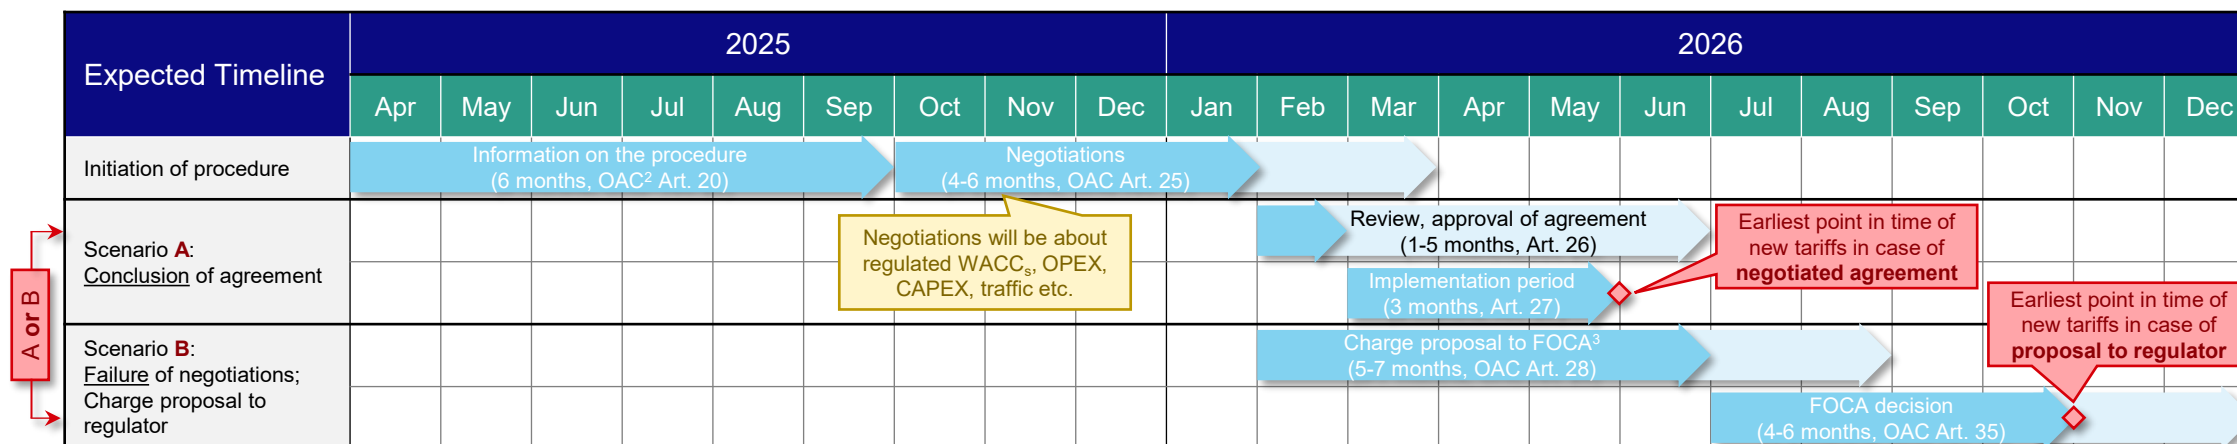 Expected Timeline
2025
2026
Apr
May
Jun
Jul
Aug
Sep
Oct
Nov
Dec
Jan
Feb
Mar
Apr
May
Jun
Jul
Aug
Sep
Oct
Nov
Dec
Initiation of procedure
Information on the procedure
(6 months, OAC² Art. 20)
Negotiations
(4-6 months, OAC Art. 25)
Negotiations will be about
regulated WACCₛ, OPEX,
CAPEX, traffic etc.
A or B
Scenario A:
Conclusion of agreement
Review, approval of agreement
(1-5 months, Art. 26)
Implementation period
(3 months, Art. 27)
Earliest point in time of
new tariffs in case of
negotiated agreement
Scenario B:
Failure of negotiations;
Charge proposal to
regulator
Charge proposal to FOCA³
(5-7 months, OAC Art. 28)
FOCA decision
(4-6 months, OAC Art. 35)
Earliest point in time of
new tariffs in case of
proposal to regulator